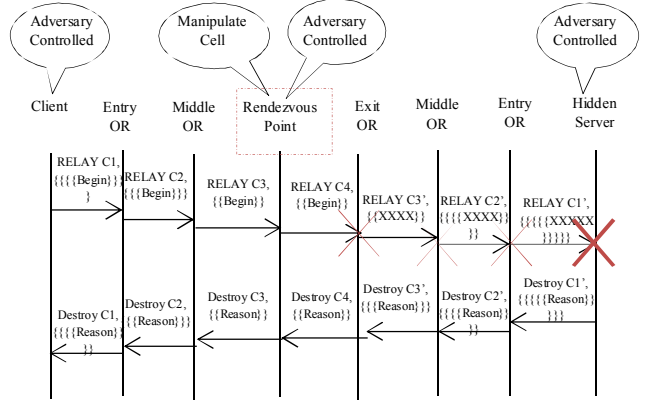 Adversary
Controlled
Manipulate
Cell
Adversary
Controlled
Adversary
Controlled
Client
Entry
OR
Middle
OR
Rendezvous
Point
Exit
OR
Middle
OR
Entry
OR
Hidden
Server
RELAY C1,
{{{{Begin}}}
}
RELAY C2,
{{{Begin}}}
RELAY C3,
{{Begin}}
RELAY C4,
{{Begin}}
RELAY C3’,
{{XXXX}}
RELAY C2’,
{{{{XXXX}}
}}
RELAY C1’,
{{{{{XXXXX
}}}}}
Destroy C1,
{{{{Reason}}
}}
Destroy C2,
{{Reason}}}
Destroy C3,
{{Reason}}
Destroy C4,
{{Reason}}
Destroy C3’,
{{{Reason}}}
Destroy C2’,
{{{{Reason}}
}}
Destroy C1’,
{{{{{Reason}}
}}}